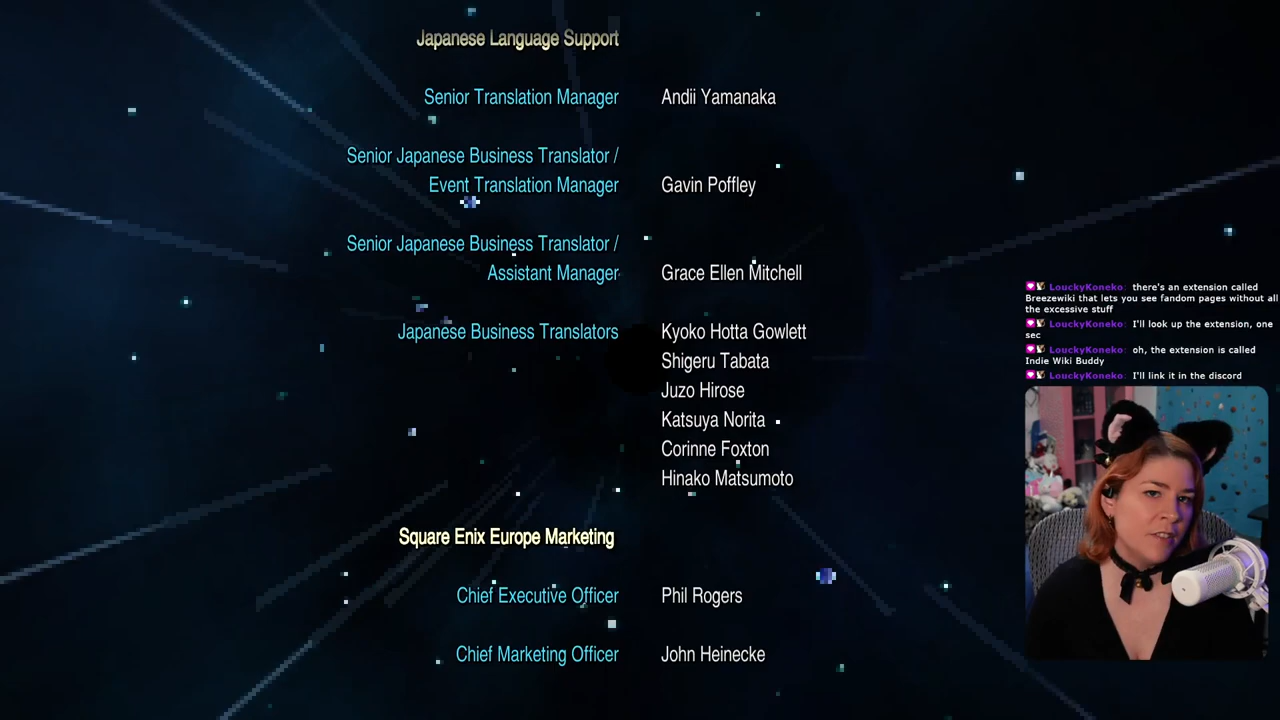 Japanese Language Support
Senior Translation Manager Andii Yamanaka
Senior Japanese Business Translator /
Event Translation Manager Gavin Poffley
Senior Japanese Business Translator /
Assistant Manager Grace Ellen Mitchell
Japanese Business Translators Kyoko Hotta Gowlett
Shigeru Tabata
Juzo Hirose
Katsuya Norita
Corinne Foxton
Hinako Matsumoto
Square Enix Europe Marketing
Chief Executive Officer Phil Rogers
Chief Marketing Officer John Heinecke
LouckyKoneko: there's an extension called
Breezewiki that lets you see fandom pages without all
the excessive stuff
LouckyKoneko: I'll look up the extension, one
sec
LouckyKoneko: oh, the extension is called
Indie Wiki Buddy
LouckyKoneko: I'll link it in the discord